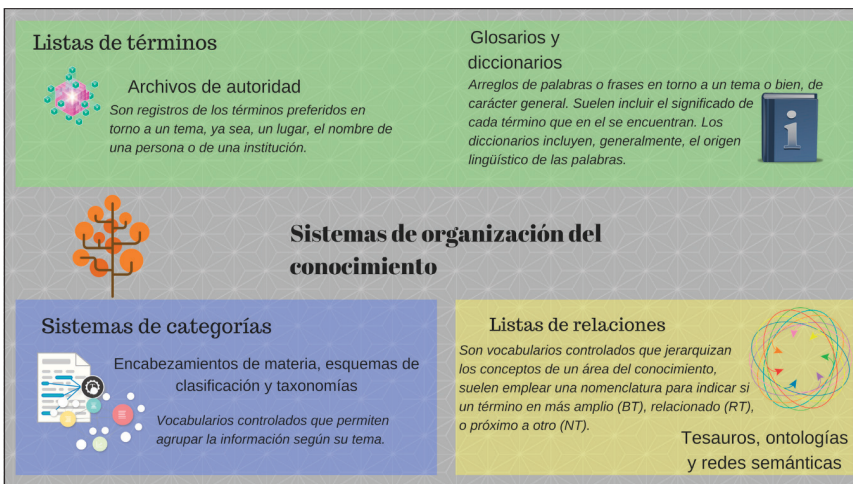 Listas de términos
Archivos de autoridad
Son registros de los términos preferidos en
torno a un tema, ya sea, un lugar, el nombre de
una persona o de una institución.
Glosarios y
diccionarios
Arreglos de palabras o frases en torno a un tema o bien, de
carácter general. Suelen incluir el significado de
cada término que en el se encuentran. Los
diccionarios incluyen, generalmente, el origen
lingüístico de las palabras.
Sistemas de organización del
conocimiento
Sistemas de categorías
Encabezamientos de materia, esquemas de
clasificación y taxonomías
Vocabularios controlados que permiten
agrupar la información según su tema.
Listas de relaciones
Son vocabularios controlados que jerarquizan
los conceptos de un área del conocimiento,
suelen emplear una nomenclatura para indicar si
un término en más amplio (BT), relacionado (RT),
o próximo a otro (NT).
Tesauros, ontologías
y redes semánticas